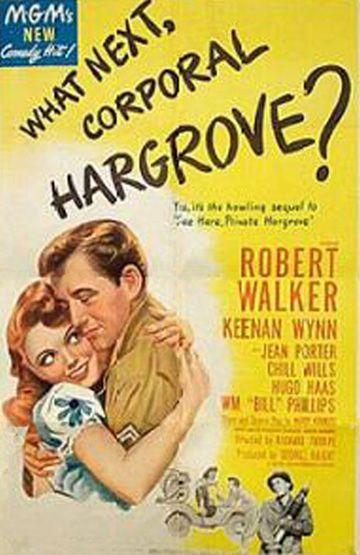 MGM's
NEW
Comedy Hit!
WHAT NEXT,
CORPORAL
HARGROVE?
Yes, it's the howling sequel to
"See Here, Private Hargrove"
ROBERT
WALKER
KEENAN WYNN
JEAN PORTER
CHILL WILLS
HUGO HAAS
WM. "BILL" PHILLIPS
Directed by RICHARD THORPE
Produced by GEORGE HAIGHT